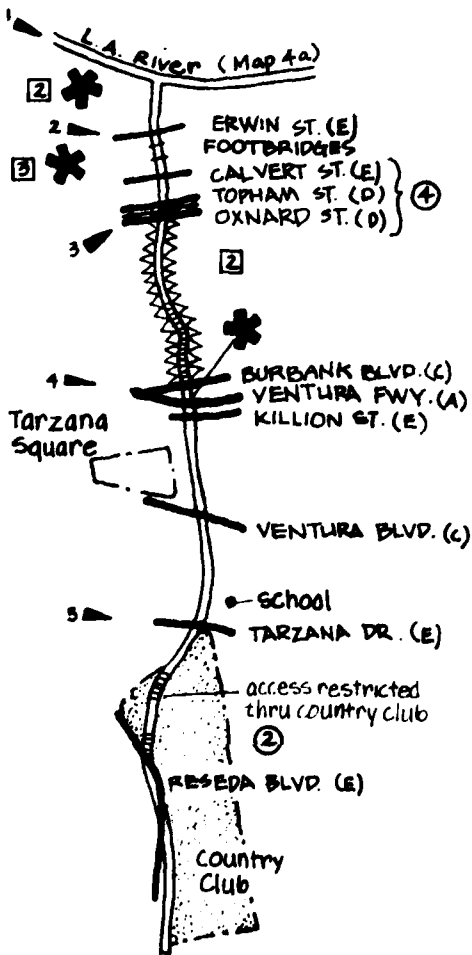 1
L.A. River (Map 4a)
2
2
ERWIN ST. (E)
FOOTBRIDGES
3
CALVERT ST. (E)
TOPHAM ST. (D)
4
OXNARD ST. (D)
3
2
BURBANK BLVD. (C)
4
VENTURA FWY. (A)
KILLION ST. (E)
Tarzana
Square
VENTURA BLVD. (C)
School
5
TARZANA DR. (E)
access restricted
thru country club
2
RESEDA BLVD. (E)
Country
Club